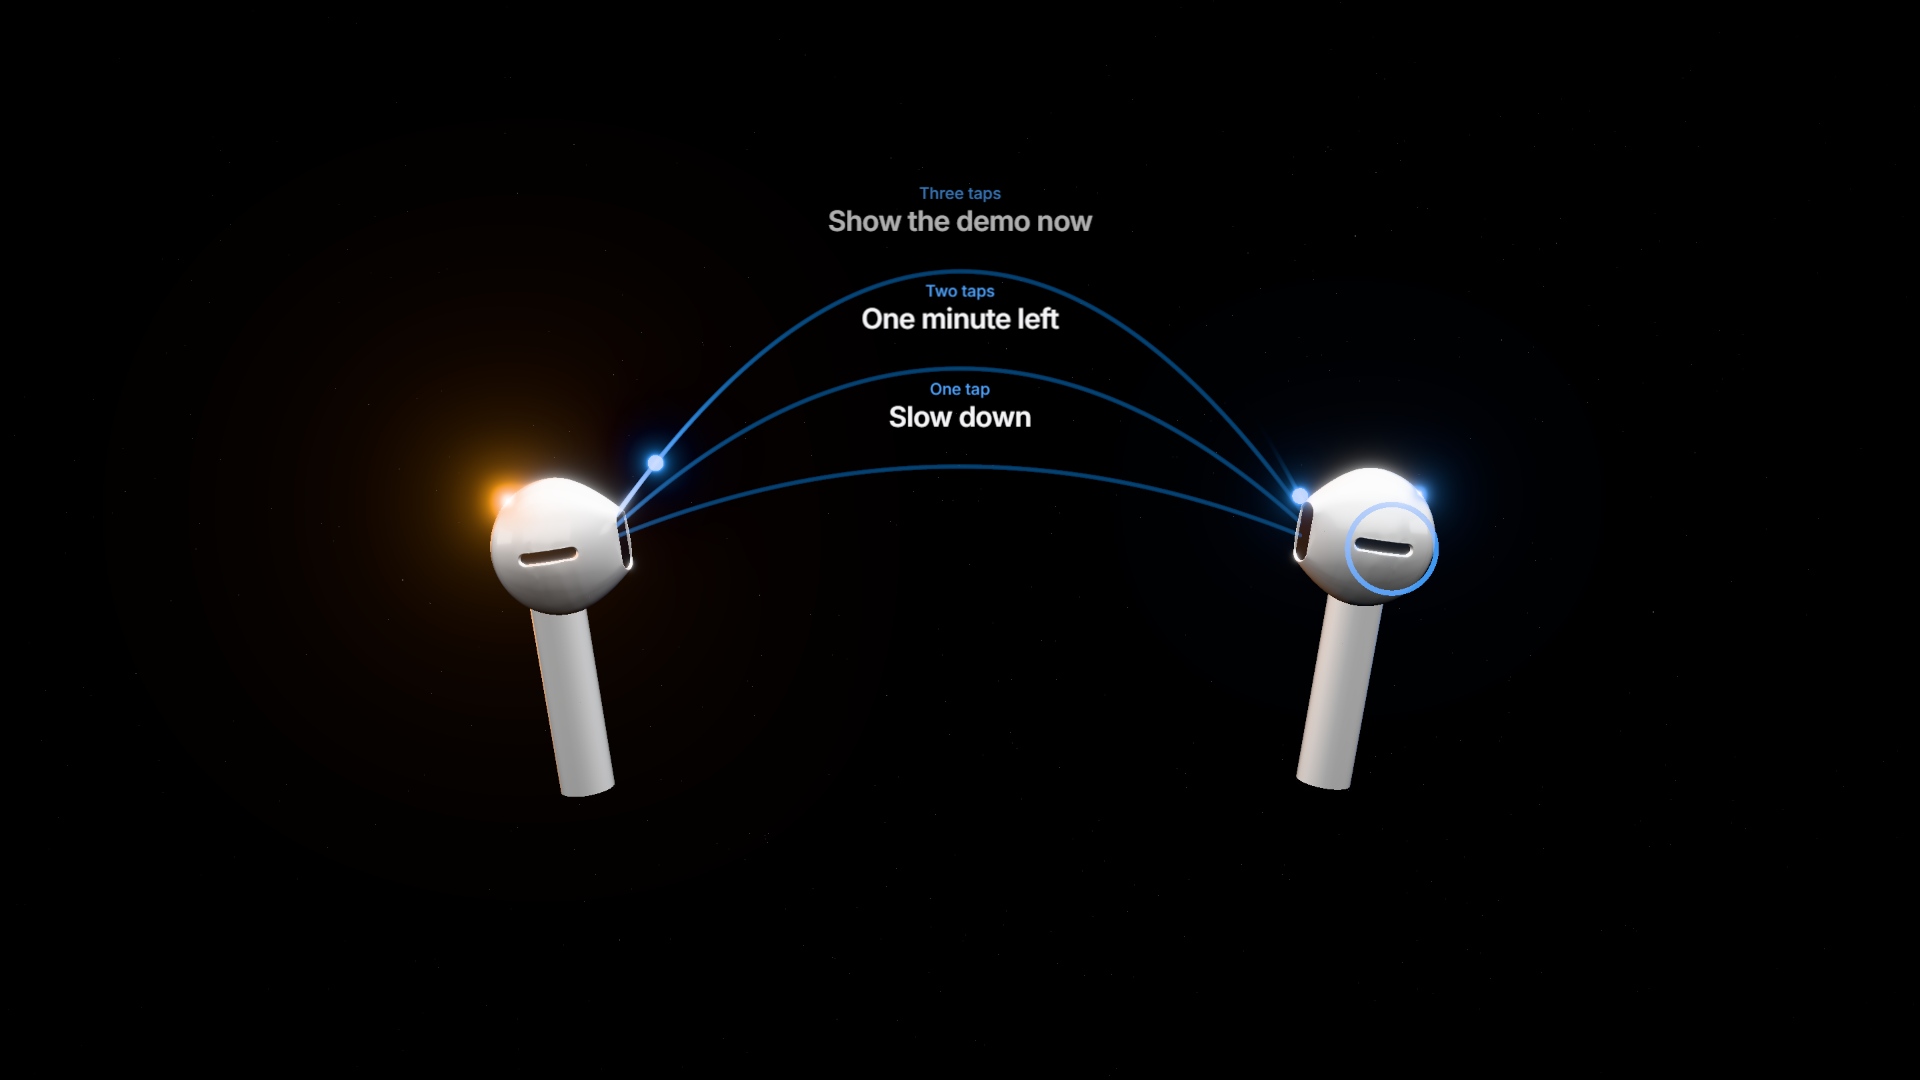 Three taps
Show the demo now
Two taps
One minute left
One tap
Slow down